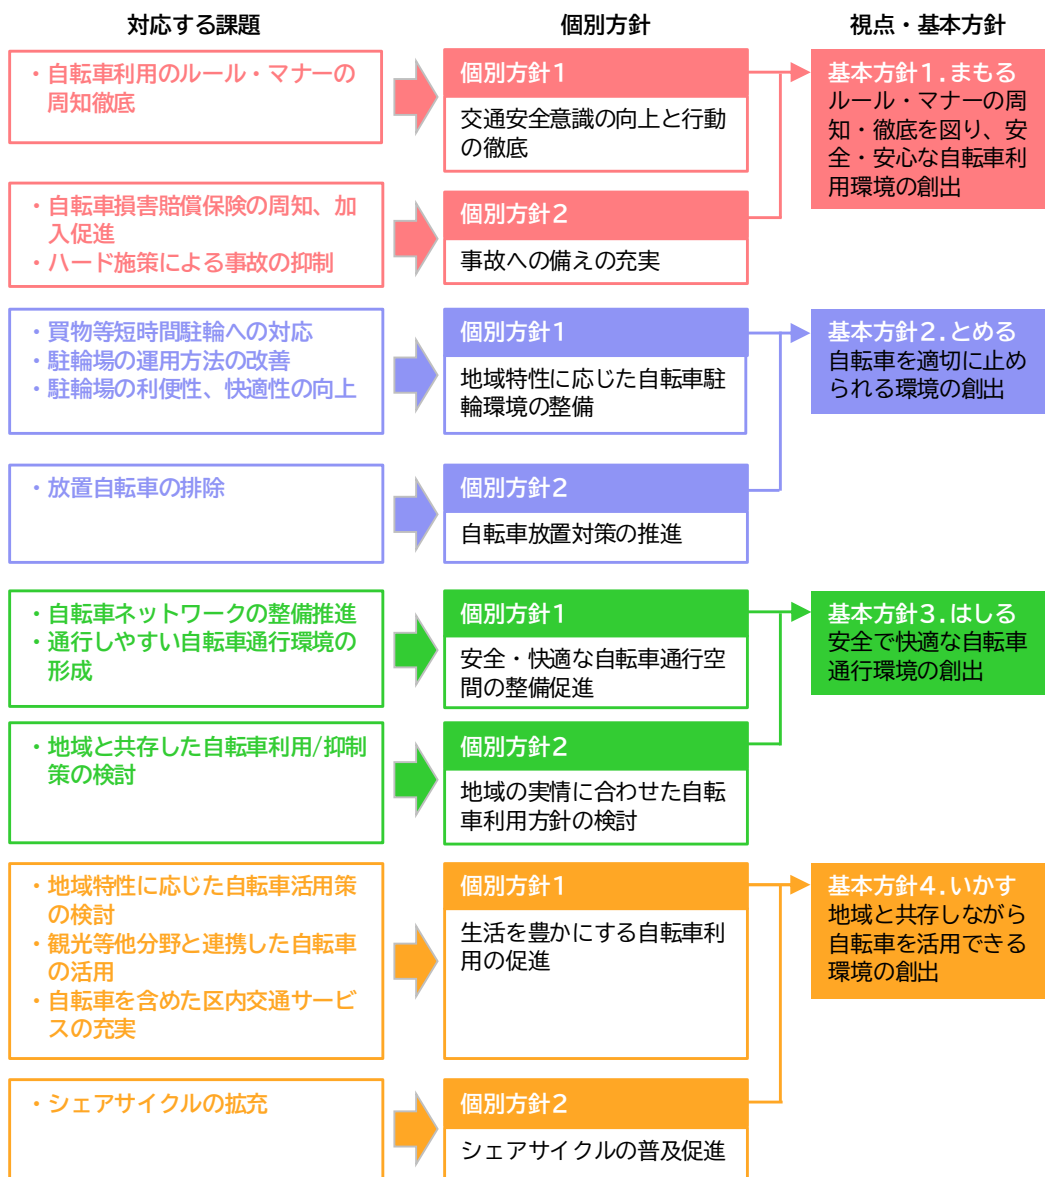 対応する課題
個別方針
視点・基本方針
・自転車利用のルール・マナーの
周知徹底
個別方針1
交通安全意識の向上と行動
の徹底
基本方針1.まもる
ルール・マナーの周
知・徹底を図り、安
全・安心な自転車利
用環境の創出
・自転車損害賠償保険の周知、加
入促進
・ハード施策による事故の抑制
個別方針2
事故への備えの充実
・買物等短時間駐輪への対応
・駐輪場の運用方法の改善
・駐輪場の利便性、快適性の向上
個別方針1
地域特性に応じた自転車駐
輪環境の整備
基本方針2.とめる
自転車を適切に止め
られる環境の創出
・放置自転車の排除
個別方針2
自転車放置対策の推進
・自転車ネットワークの整備推進
・通行しやすい自転車通行環境の
形成
個別方針1
安全・快適な自転車通行空
間の整備促進
基本方針3.はしる
安全で快適な自転車
通行環境の創出
・地域と共存した自転車利用/抑制
策の検討
個別方針2
地域の実情に合わせた自転
車利用方針の検討
・地域特性に応じた自転車活用策
の検討
・観光等他分野と連携した自転車
の活用
・自転車を含めた区内交通サービ
スの充実
個別方針1
生活を豊かにする自転車利
用の促進
基本方針4.いかす
地域と共存しながら
自転車を活用できる
環境の創出
・シェアサイクルの拡充
個別方針2
シェアサイクルの普及促進